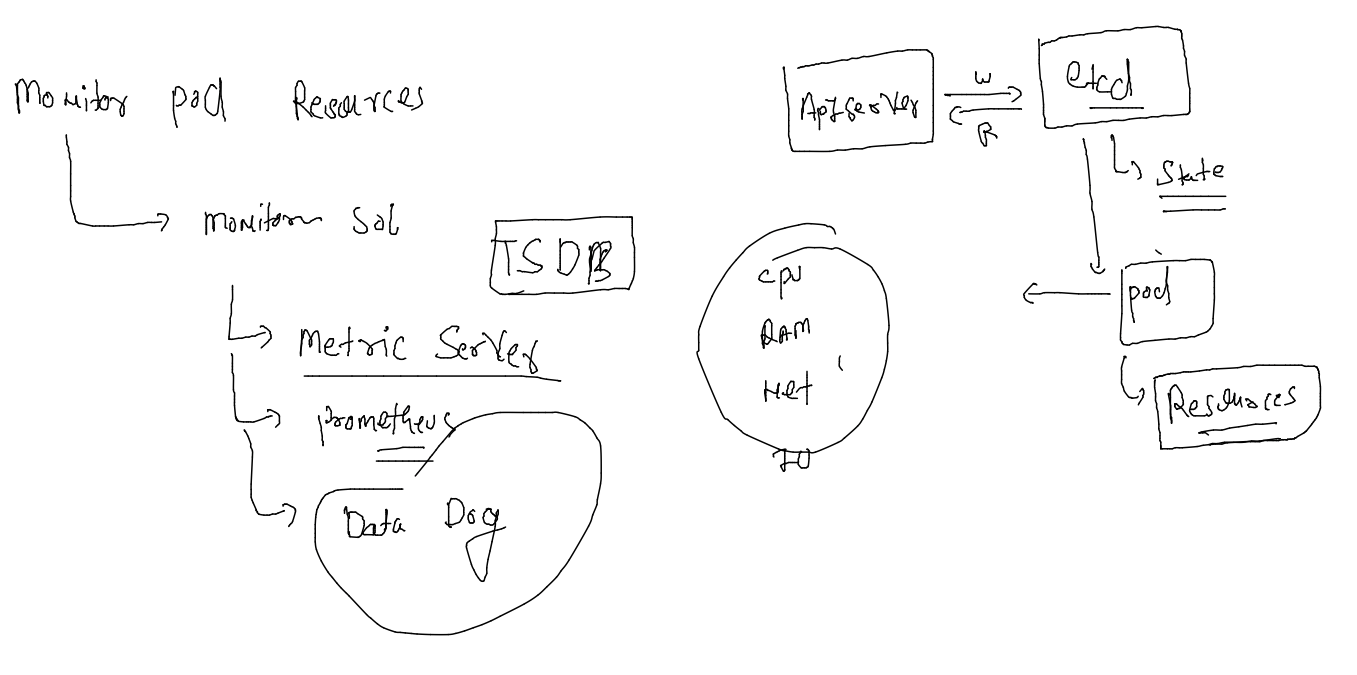 Monitor pod Resources
Monitorn Sol
TSDB
Metric Server
prometheus
Data Dog
ApIserver
W
R
etcd
State
pod
Resources
cpu
RAM
Net
IO